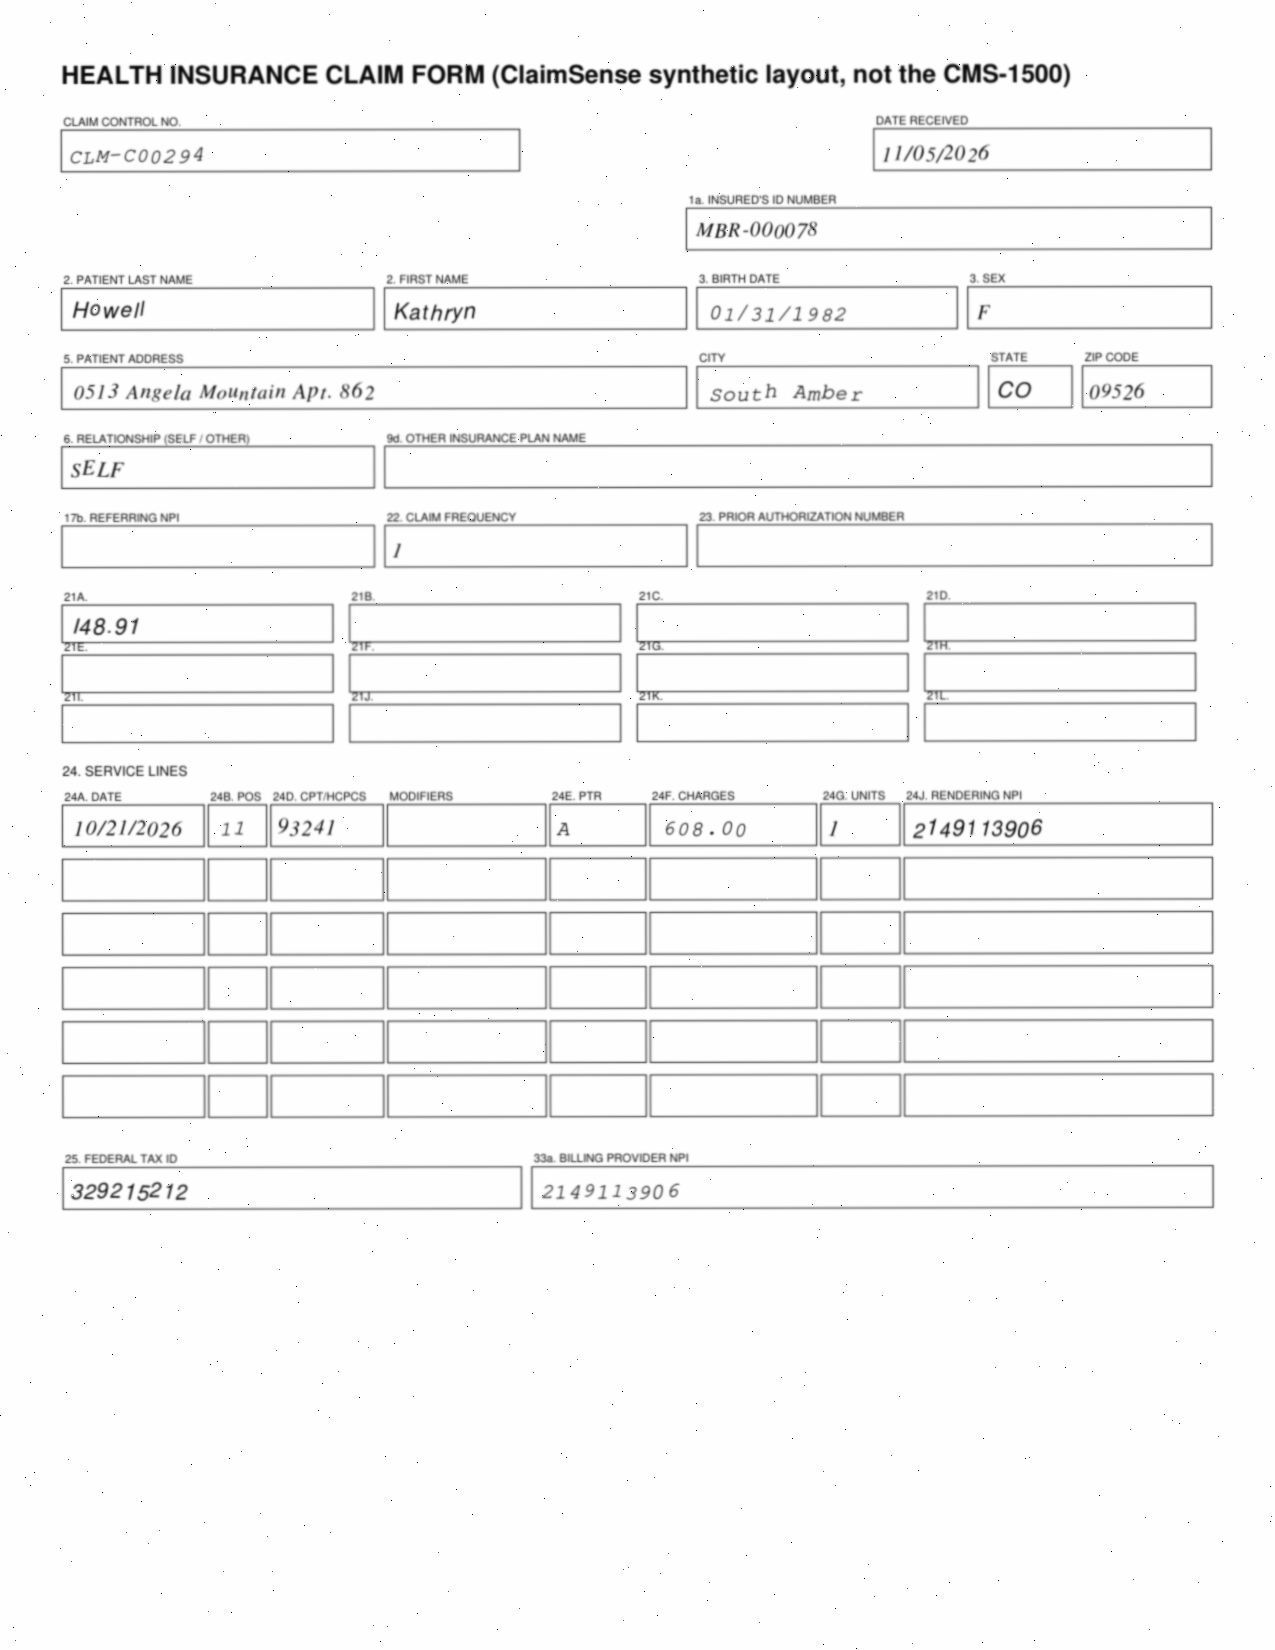 HEALTH INSURANCE CLAIM FORM (ClaimSense synthetic layout, not the CMS-1500)
CLAIM CONTROL NO. DATE RECEIVED
CLM-C00294 11/05/2026
1a. INSURED'S ID NUMBER
MBR-000078
2. PATIENT LAST NAME 2. FIRST NAME 3. BIRTH DATE 3. SEX
Howell Kathryn 01/31/1982 F
5. PATIENT ADDRESS CITY STATE ZIP CODE
0513 Angela Mountain Apt. 862 South Amber CO 09526
6. RELATIONSHIP (SELF / OTHER) 9d. OTHER INSURANCE PLAN NAME
SELF
17b. REFERRING NPI 22. CLAIM FREQUENCY 23. PRIOR AUTHORIZATION NUMBER
1
21A. 21B. 21C. 21D.
I48.91
21E. 21F. 21G. 21H.
21I. 21J. 21K. 21L.
24. SERVICE LINES
24A. DATE 24B. POS 24D. CPT/HCPCS MODIFIERS 24E. PTR 24F. CHARGES 24G. UNITS 24J. RENDERING NPI
10/21/2026 11 93241 A 608.00 1 2149113906
25. FEDERAL TAX ID 33a. BILLING PROVIDER NPI
329215212 2149113906